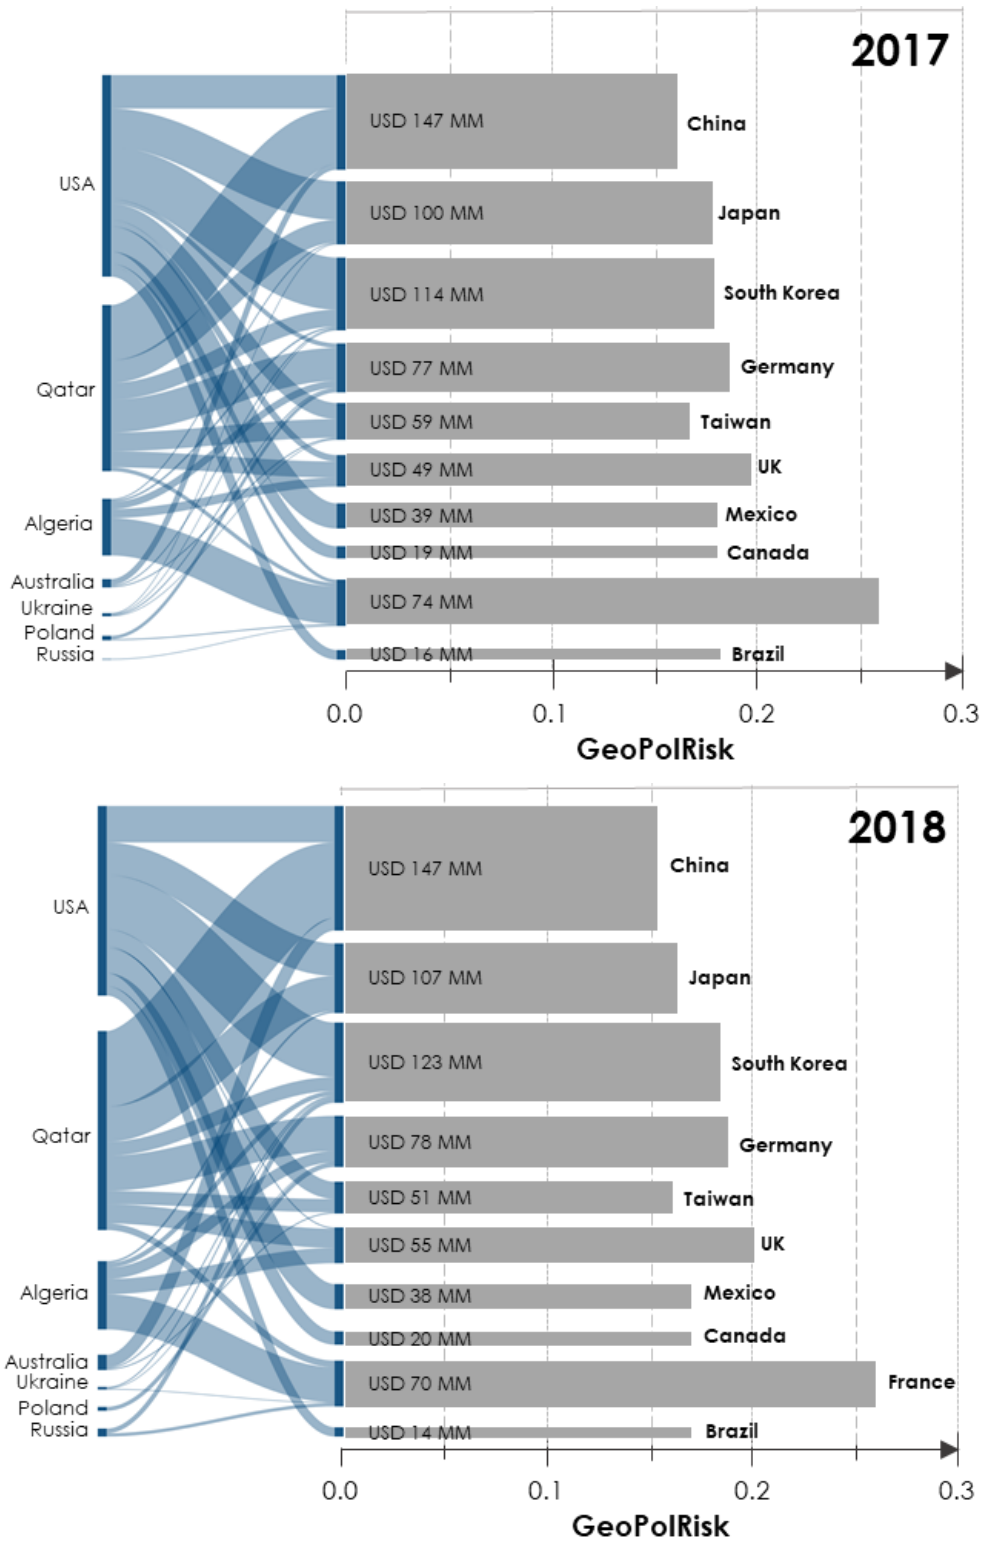 2017
USA
Qatar
Algeria
Australia
Ukraine
Poland
Russia
USD 147 MM China
USD 100 MM Japan
USD 114 MM South Korea
USD 77 MM Germany
USD 59 MM Taiwan
USD 49 MM UK
USD 39 MM Mexico
USD 19 MM Canada
USD 74 MM
USD 16 MM Brazil
0.0 0.1 0.2 0.3
GeoPolRisk
2018
USA
Qatar
Algeria
Australia
Ukraine
Poland
Russia
USD 147 MM China
USD 107 MM Japan
USD 123 MM South Korea
USD 78 MM Germany
USD 51 MM Taiwan
USD 55 MM UK
USD 38 MM Mexico
USD 20 MM Canada
USD 70 MM France
USD 14 MM Brazil
0.0 0.1 0.2 0.3
GeoPolRisk